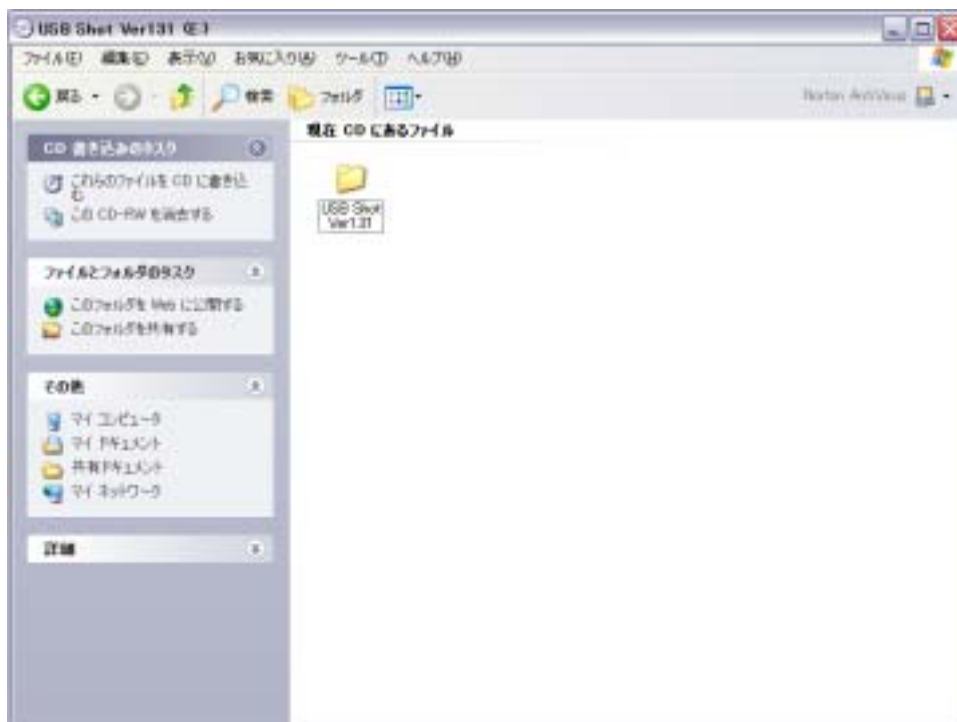 USB Shot Ver131 (E:)
ファイル(F) 編集(E) 表示(V) お気に入り(A) ツール(T) ヘルプ(H)
戻る 検索 フォルダ Norton AntiVirus
CD 書き込みのタスク
これらのファイルを CD に書き込
む
この CD-RW を消去する
ファイルとフォルダのタスク
このフォルダを Web に公開する
このフォルダを共有する
その他
マイ コンピュータ
マイ ドキュメント
共有ドキュメント
マイ ネットワーク
詳細
現在 CD にあるファイル
USB Shot
Ver1.31